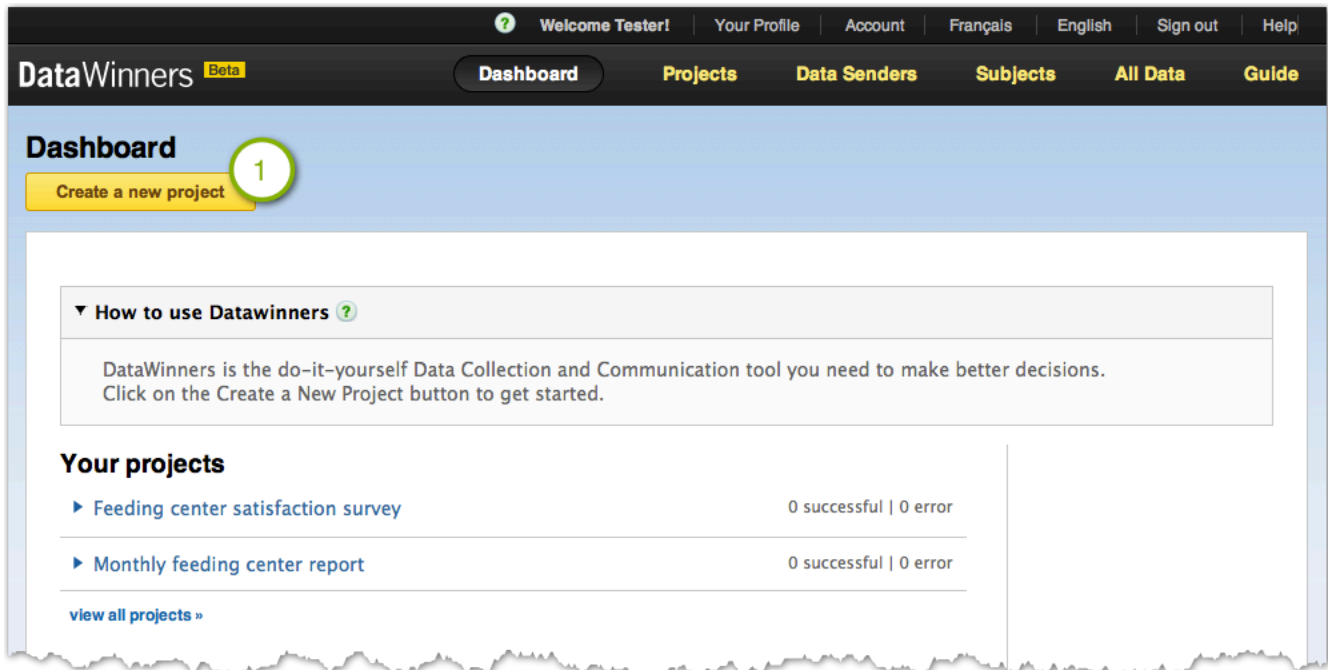 ? Welcome Tester! Your Profile Account Français English Sign out Help
DataWinners Beta Dashboard Projects Data Senders Subjects All Data Guide
Dashboard
1
Create a new project
How to use Datawinners ?
DataWinners is the do-it-yourself Data Collection and Communication tool you need to make better decisions.
Click on the Create a New Project button to get started.
Your projects
Feeding center satisfaction survey 0 successful | 0 error
Monthly feeding center report 0 successful | 0 error
view all projects »